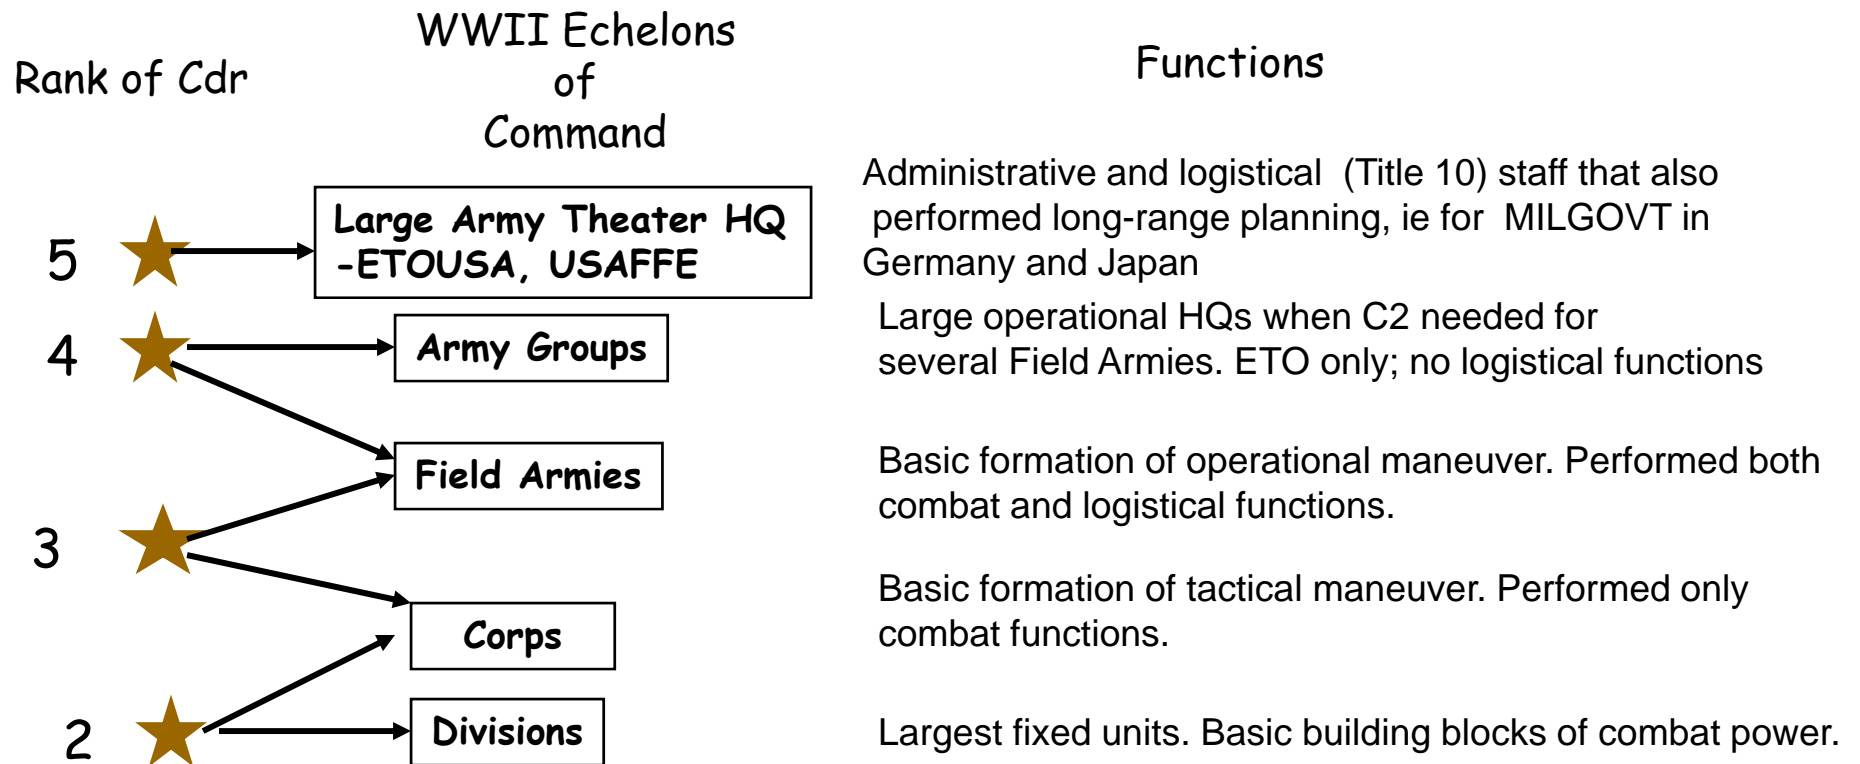 Rank of Cdr
WWII Echelons
of
Command
Functions
5
Large Army Theater HQ
-ETOUSA, USAFFE
Administrative and logistical (Title 10) staff that also
performed long-range planning, ie for MILGOVT in
Germany and Japan
4
Army Groups
Large operational HQs when C2 needed for
several Field Armies. ETO only; no logistical functions
Field Armies
Basic formation of operational maneuver. Performed both
combat and logistical functions.
3
Corps
Basic formation of tactical maneuver. Performed only
combat functions.
2
Divisions
Largest fixed units. Basic building blocks of combat power.